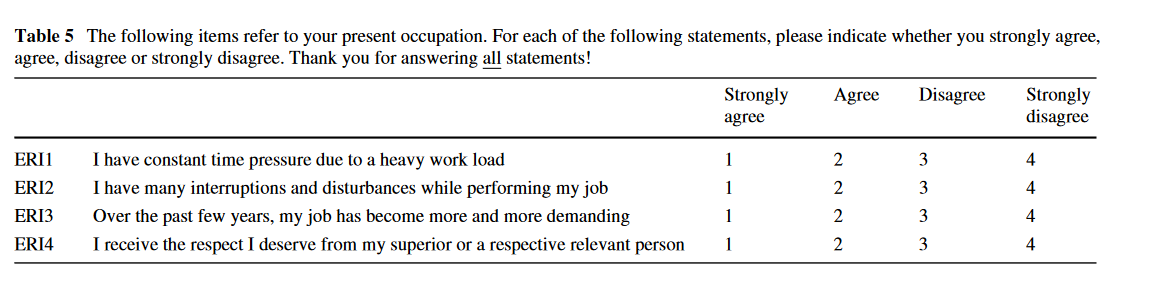 Table 5 The following items refer to your present occupation. For each of the following statements, please indicate whether you strongly agree,
agree, disagree or strongly disagree. Thank you for answering all statements!
Strongly agree Agree Disagree Strongly disagree
ERI1 I have constant time pressure due to a heavy work load 1 2 3 4
ERI2 I have many interruptions and disturbances while performing my job 1 2 3 4
ERI3 Over the past few years, my job has become more and more demanding 1 2 3 4
ERI4 I receive the respect I deserve from my superior or a respective relevant person 1 2 3 4